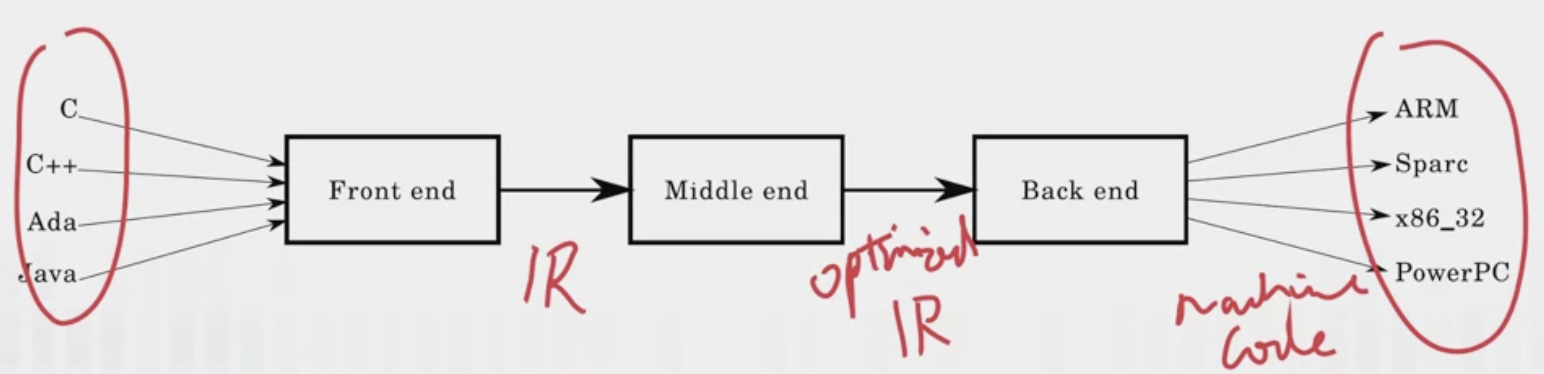 C
C++
Ada
Java
Front end
Middle end
Back end
ARM
Sparc
x86_32
PowerPC
IR
optimized
IR
machine
code